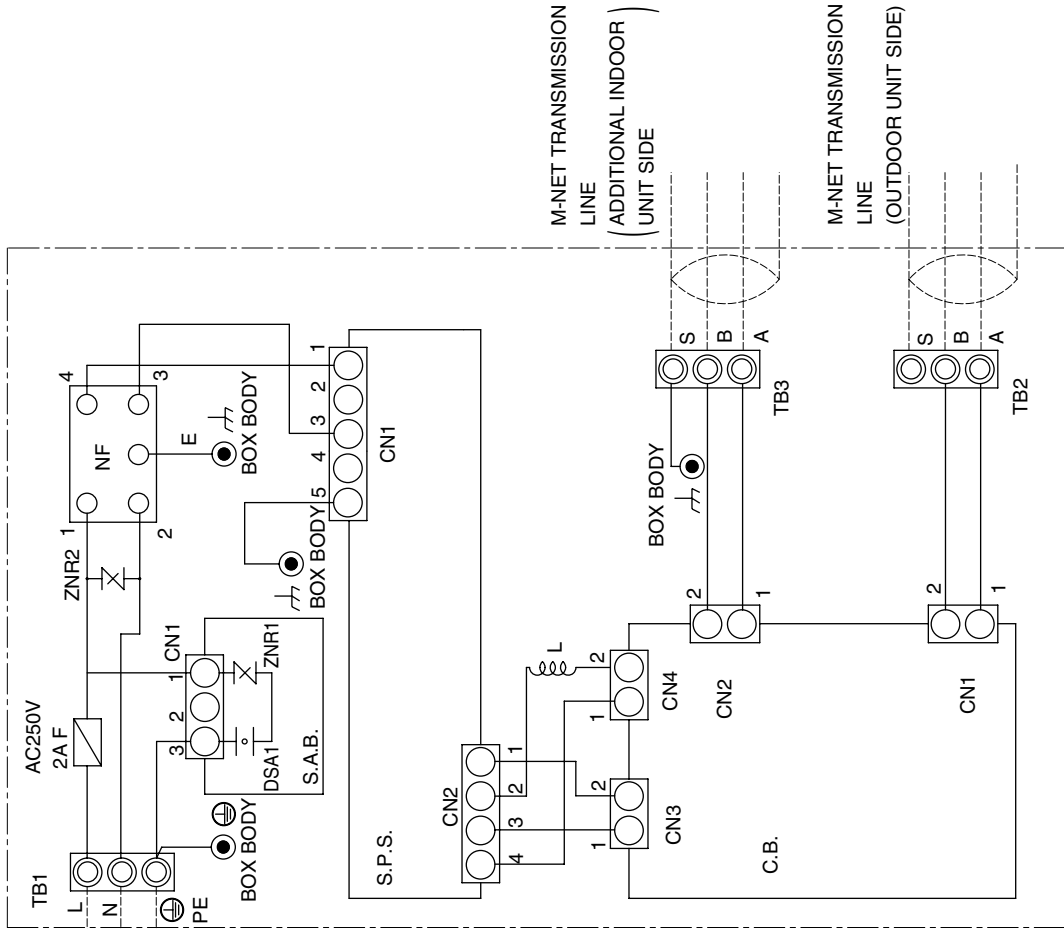 TB1
L
N
PE
AC250V
2A F
BOX BODY
ZNR2
1
2
NF
4
3
E
BOX BODY
CN1
3
2
1
DSA1
ZNR1
S.A.B.
BOX BODY
5
4
3
2
1
CN1
S.P.S.
CN2
4
3
2
1
L
1
2
CN3
1
2
CN4
C.B.
2
1
CN2
2
1
CN1
BOX BODY
S
B
A
TB3
S
B
A
TB2
M-NET TRANSMISSION
LINE
(ADDITIONAL INDOOR
UNIT SIDE)
M-NET TRANSMISSION
LINE
(OUTDOOR UNIT SIDE)